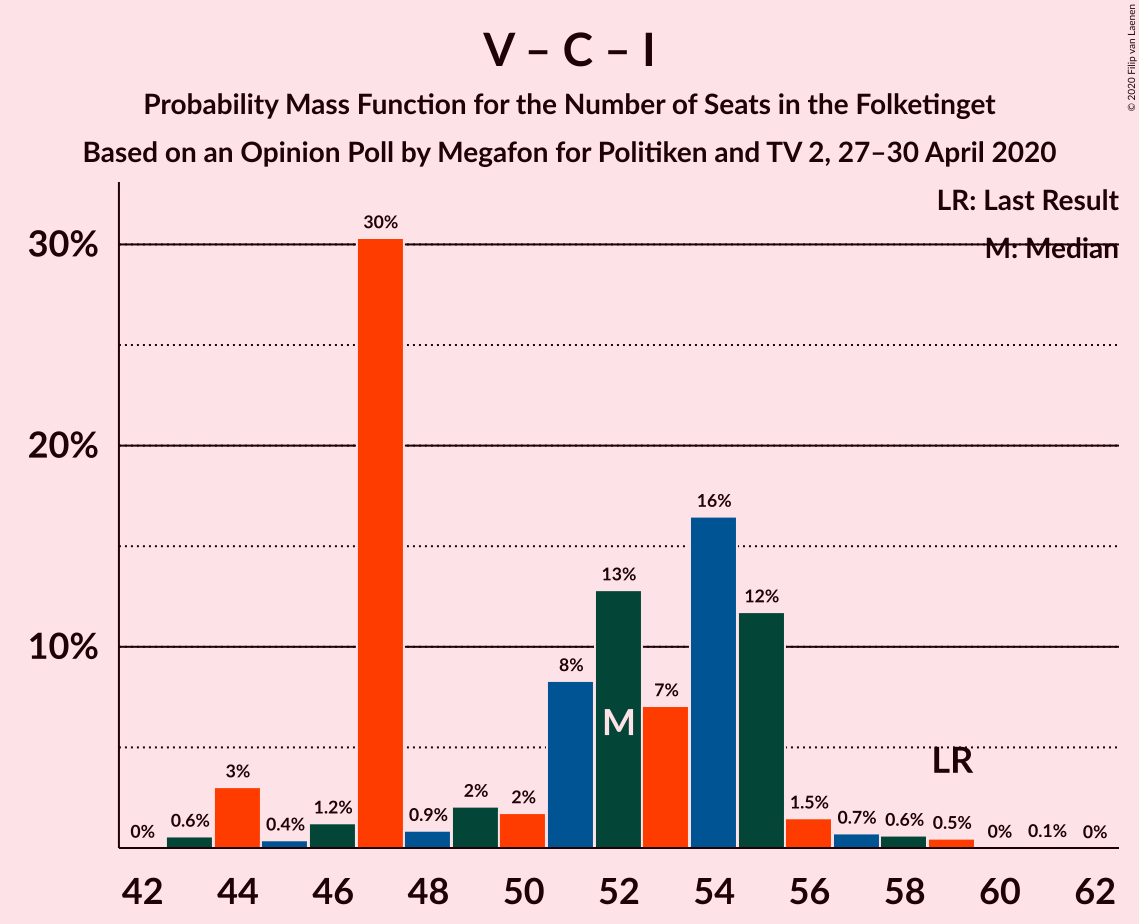 © 2020 Filip van Laenen
V – C – I
Probability Mass Function for the Number of Seats in the Folketinget
Based on an Opinion Poll by Megafon for Politiken and TV 2, 27–30 April 2020
LR: Last Result
M: Median
30%
20%
10%
0%
0.6%
3%
0.4%
1.2%
30%
0.9%
2%
2%
8%
13%
7%
16%
12%
1.5%
0.7%
0.6%
0.5%
0%
0.1%
0%
M
LR
42 44 46 48 50 52 54 56 58 60 62